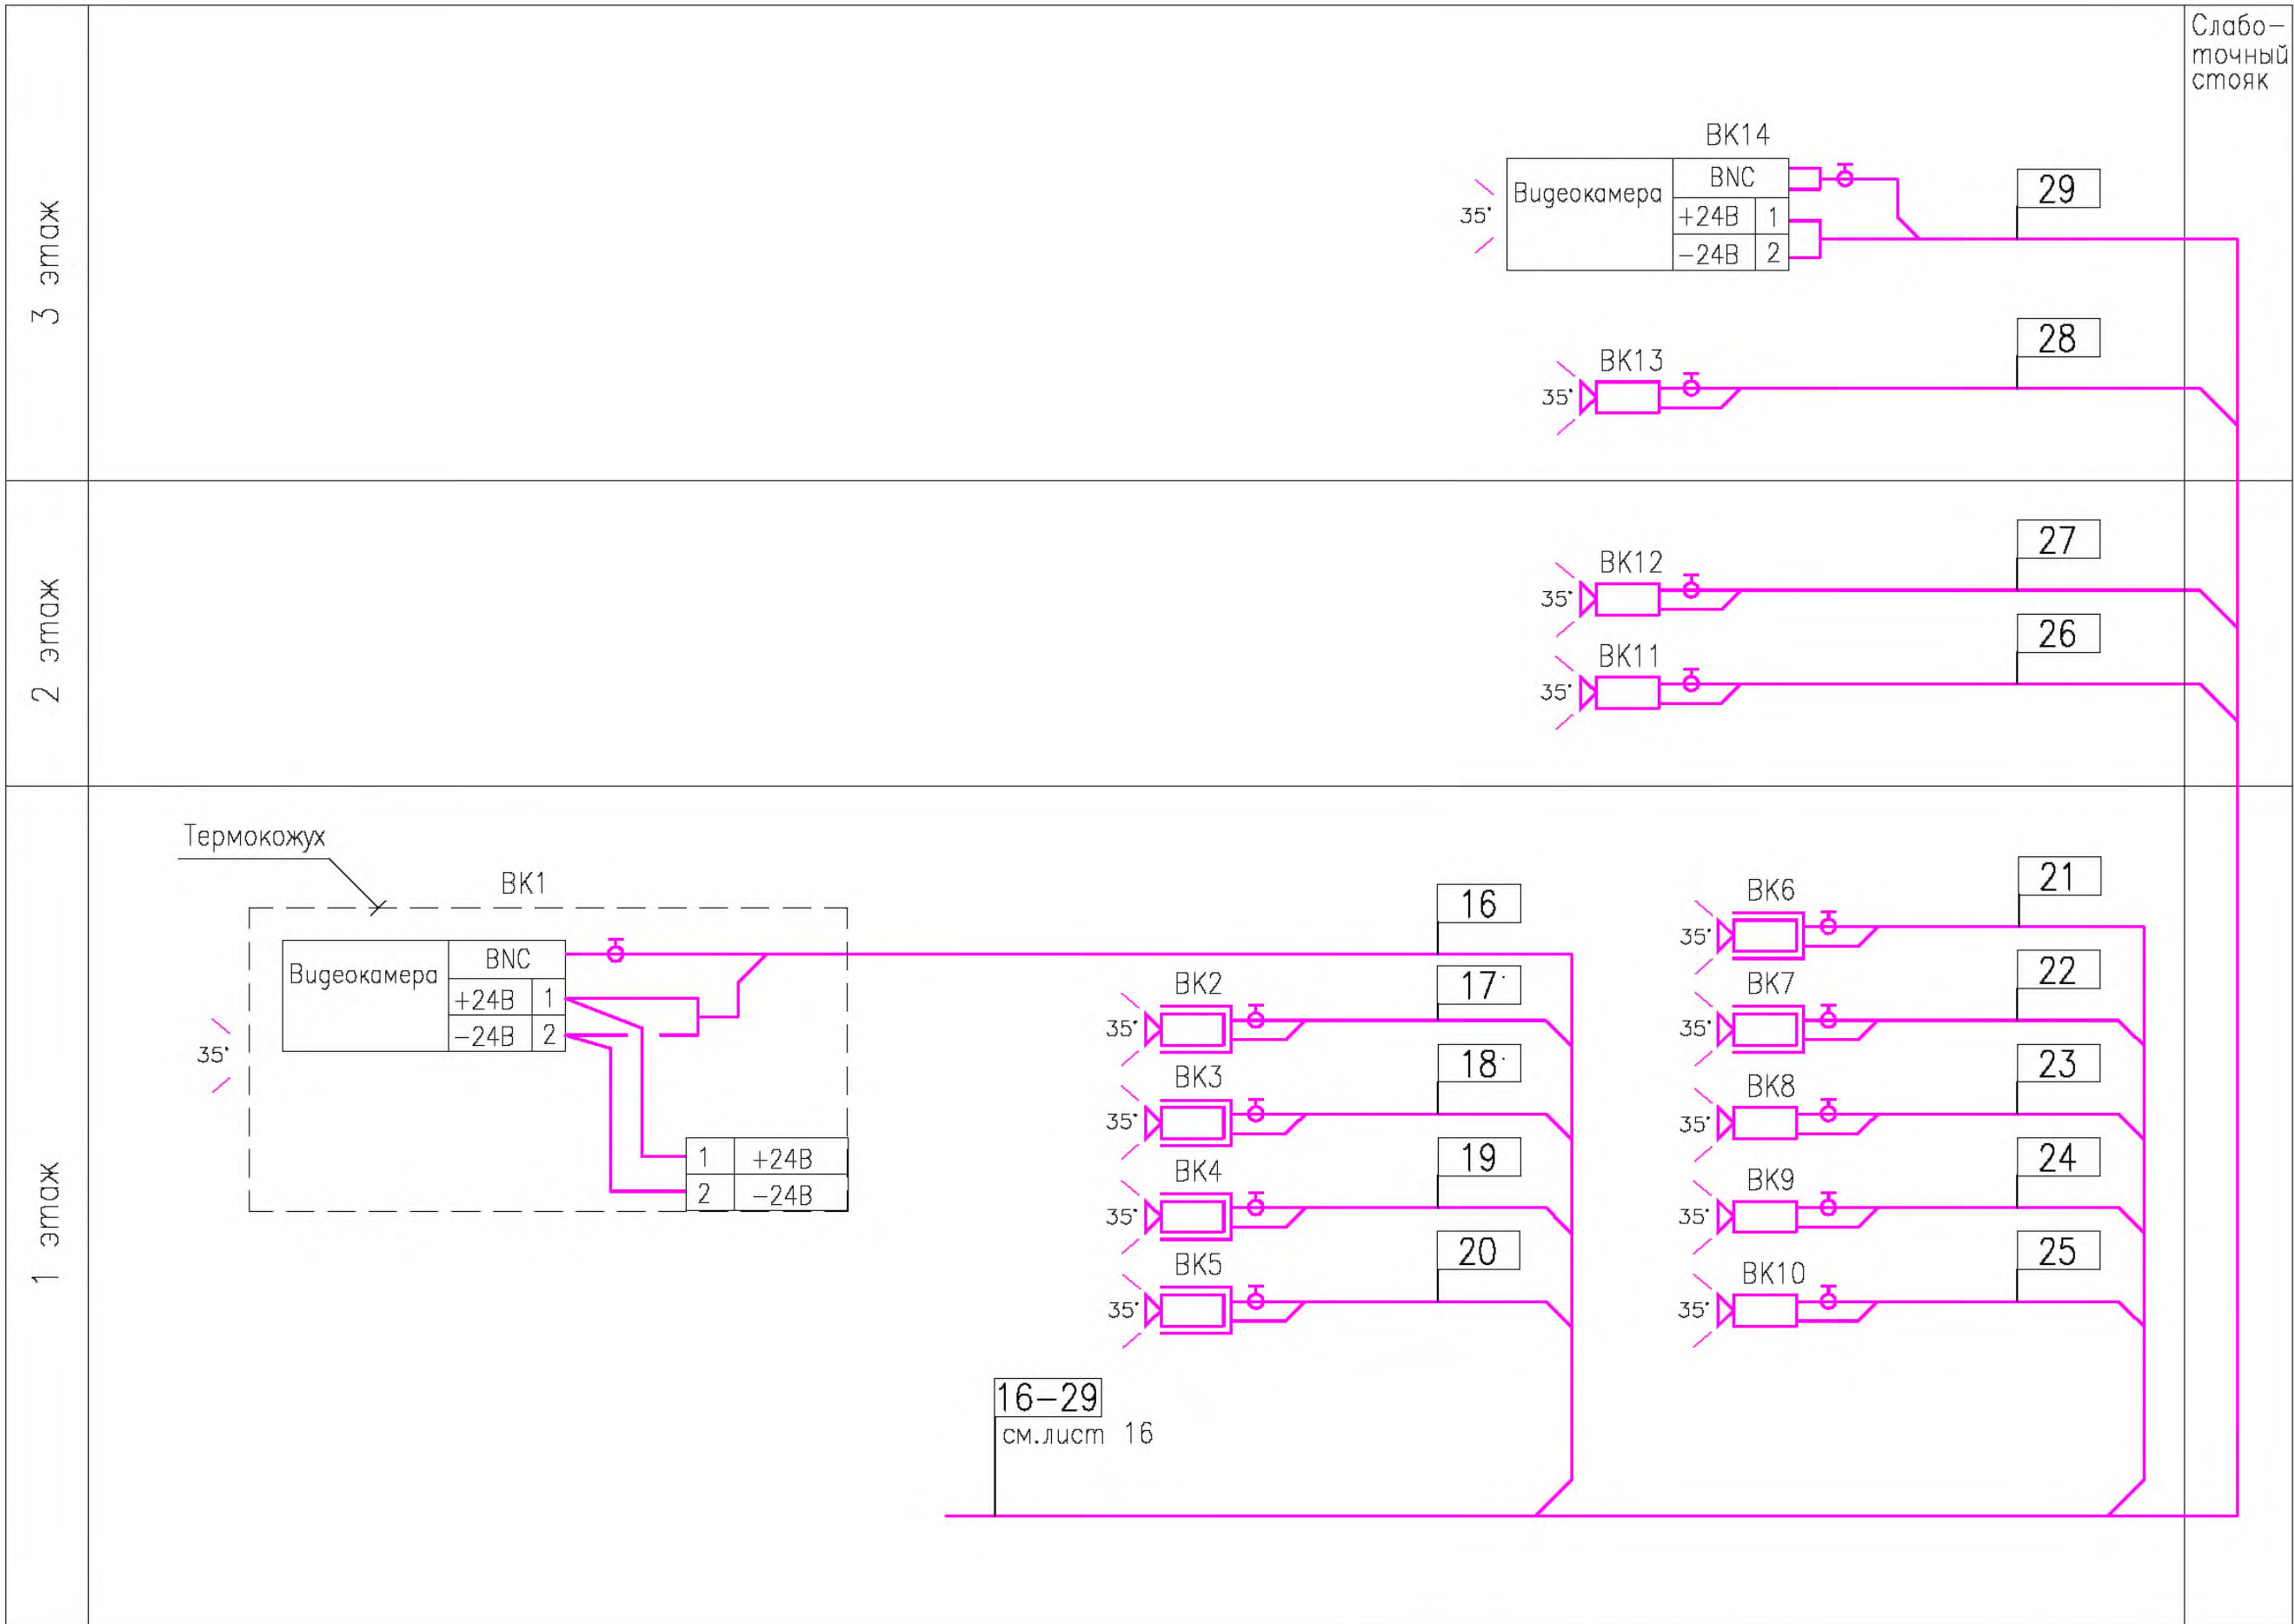 Слабо-
точный
стояк
3 этаж
ВК14
Видеокамера
BNC
+24В 1
-24В 2
35°
29
28
ВК13
35°
2 этаж
27
ВК12
35°
26
ВК11
35°
1 этаж
Термокожух
ВК1
Видеокамера
BNC
+24В 1
-24В 2
35°
1 +24В
2 -24В
16
ВК2
35°
17
ВК3
35°
18
ВК4
35°
19
ВК5
35°
20
ВК6
35°
21
ВК7
35°
22
ВК8
35°
23
ВК9
35°
24
ВК10
35°
25
16-29
см.лист 16